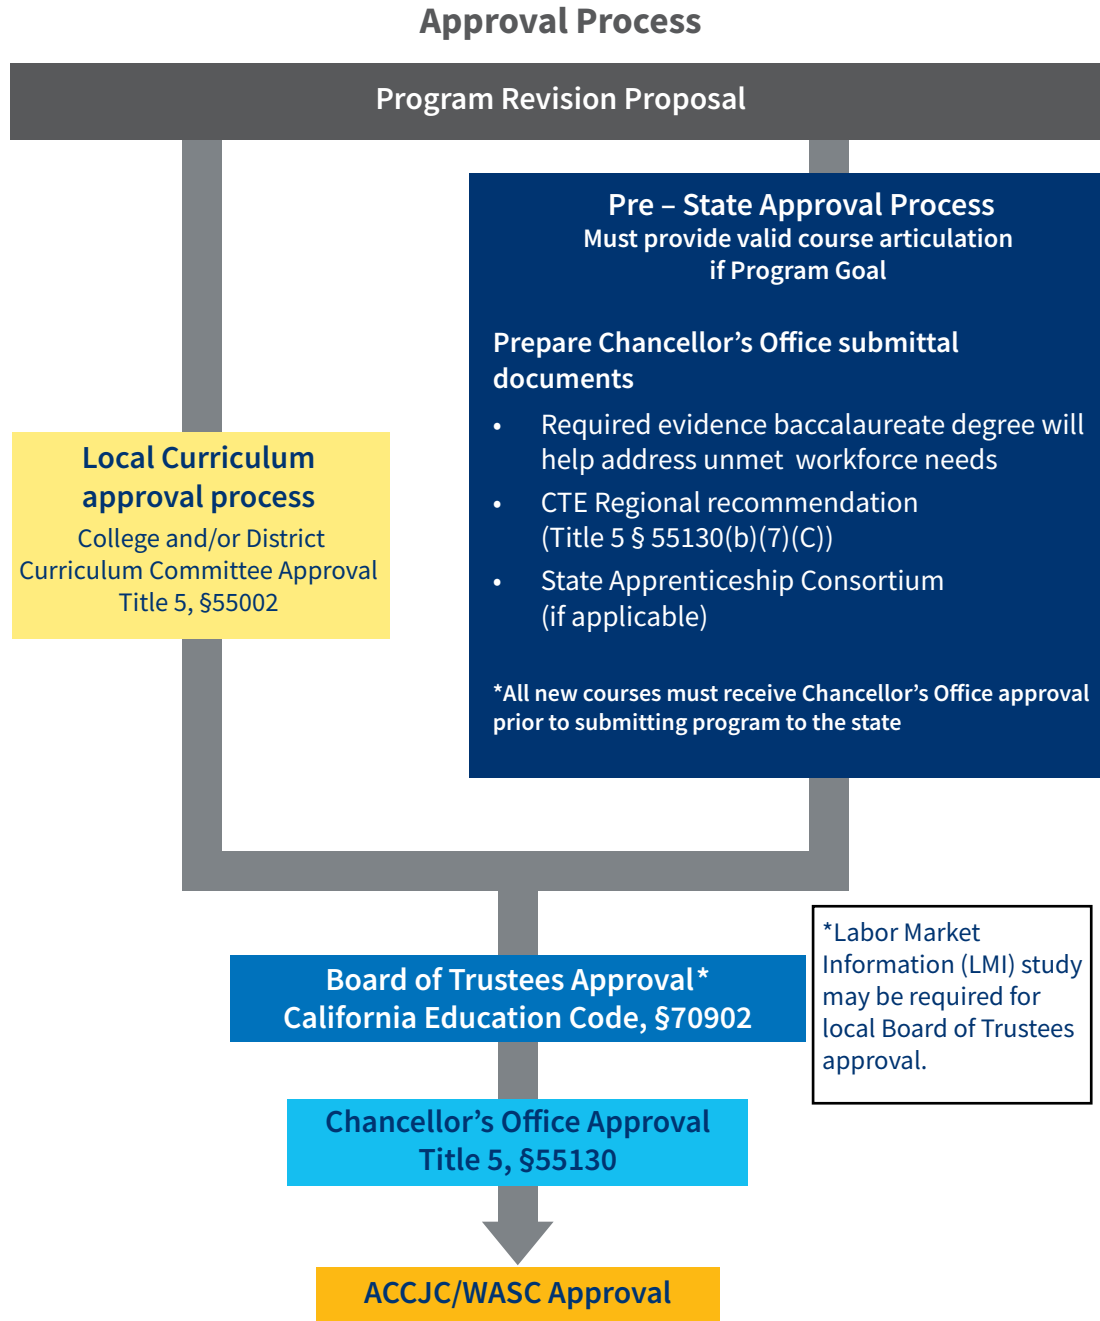 Approval Process
Program Revision Proposal
Pre – State Approval Process
Must provide valid course articulation
if Program Goal
Prepare Chancellor’s Office submittal
documents
• Required evidence baccalaureate degree will
help address unmet workforce needs
• CTE Regional recommendation
(Title 5 § 55130(b)(7)(C))
• State Apprenticeship Consortium
(if applicable)
*All new courses must receive Chancellor’s Office approval
prior to submitting program to the state
Local Curriculum
approval process
College and/or District
Curriculum Committee Approval
Title 5, §55002
Board of Trustees Approval*
California Education Code, §70902
*Labor Market
Information (LMI) study
may be required for
local Board of Trustees
approval.
Chancellor’s Office Approval
Title 5, §55130
ACCJC/WASC Approval